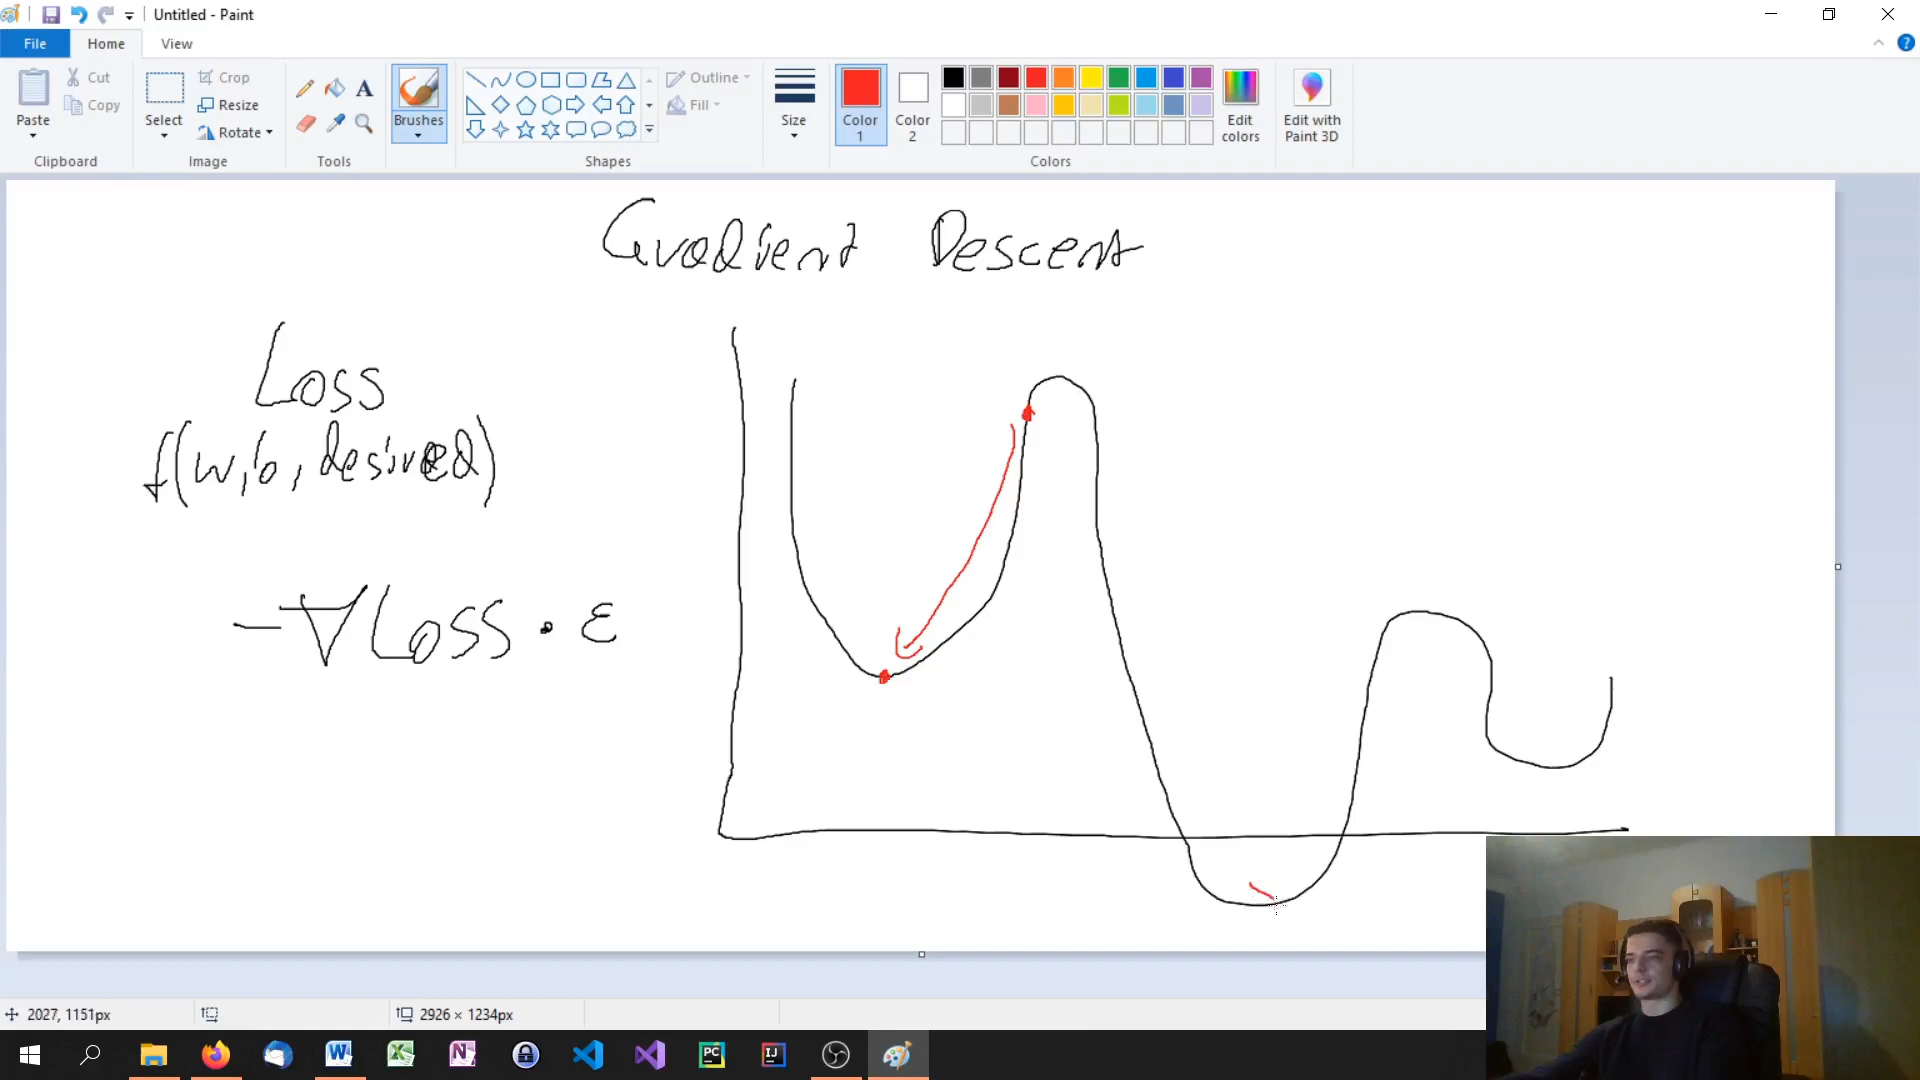 Untitled - Paint
File Home View
Cut
Copy
Paste
Clipboard
Select
Crop
Resize
Rotate
Image
A
Tools
Brushes
Shapes
Outline
Fill
Size
Color 1
Color 2
Edit colors
Colors
Edit with Paint 3D
Gradient Descent
Loss
f(w,b, desired)
-∇Loss · ε
2027, 1151px
2926 × 1234px
W X N PC IJ